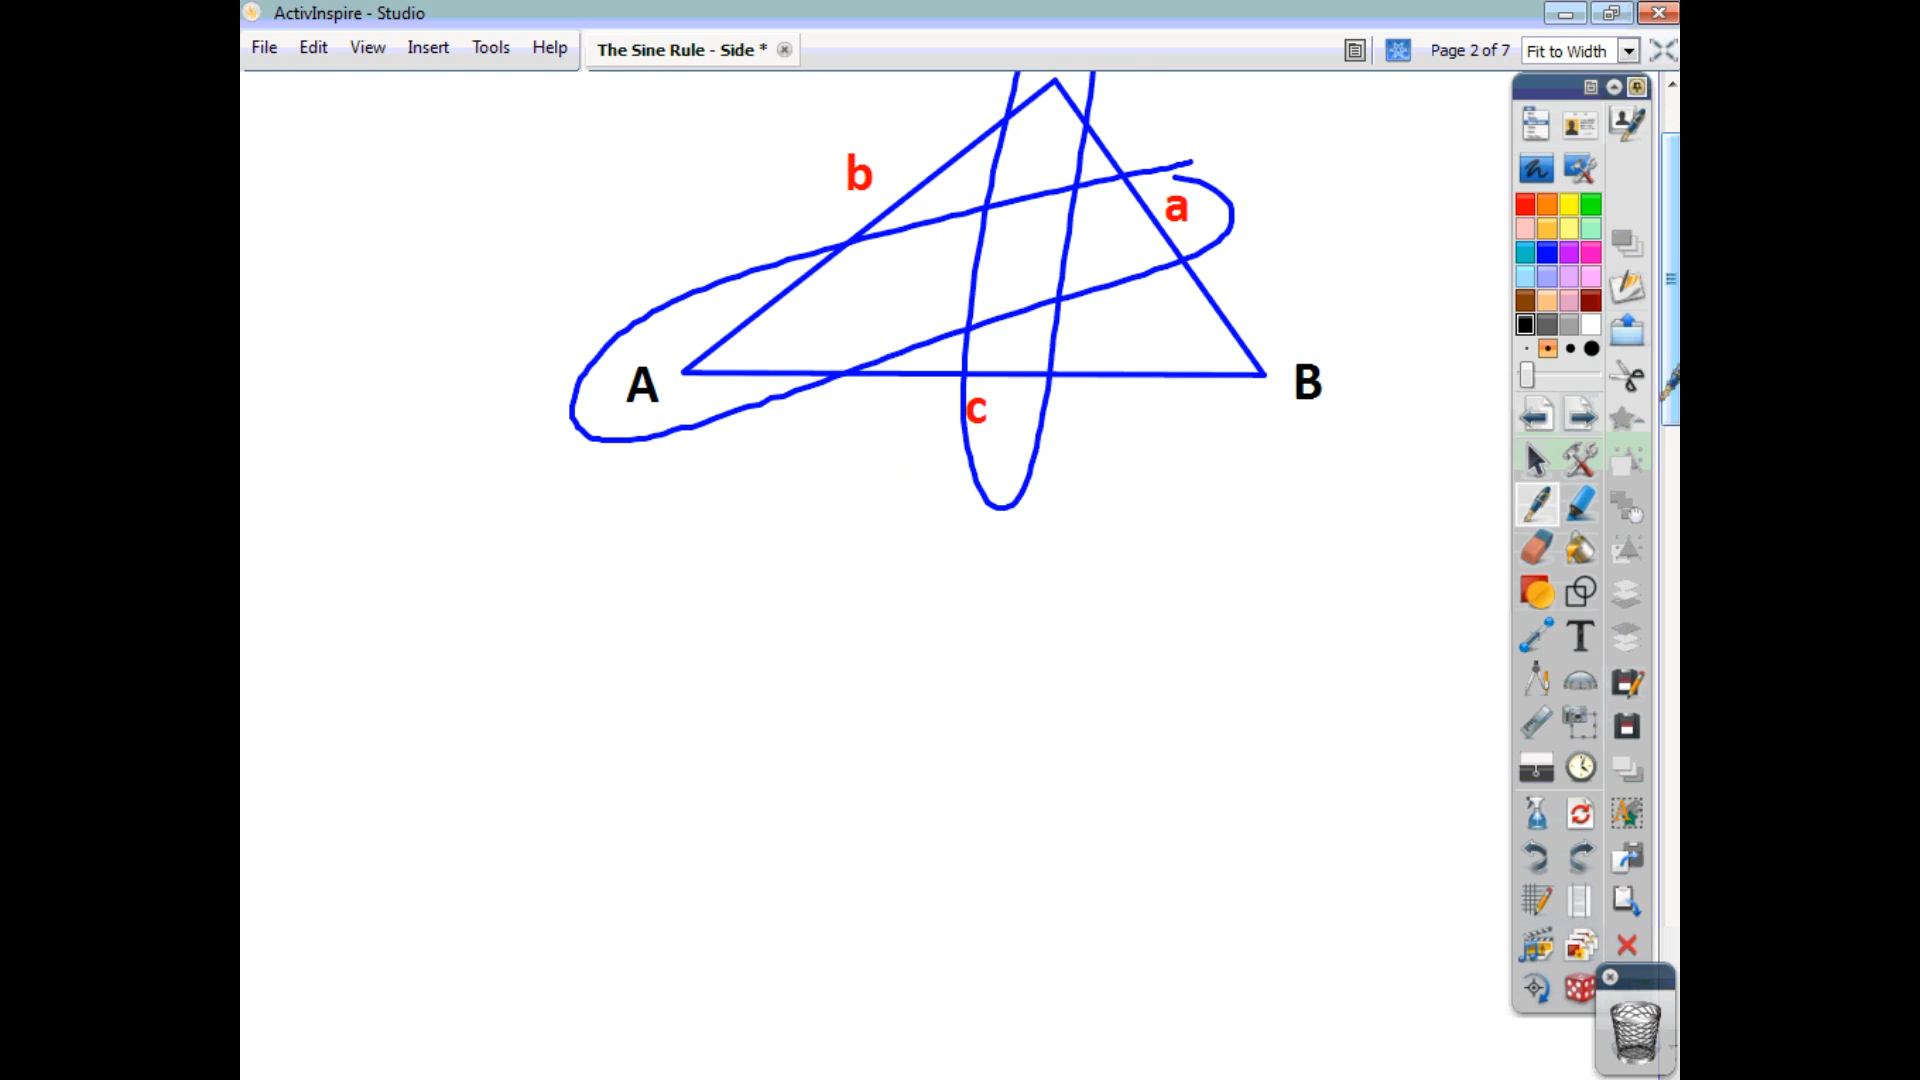 ActivInspire - Studio
File Edit View Insert Tools Help
The Sine Rule - Side *
Page 2 of 7
Fit to Width
b
a
A
B
c